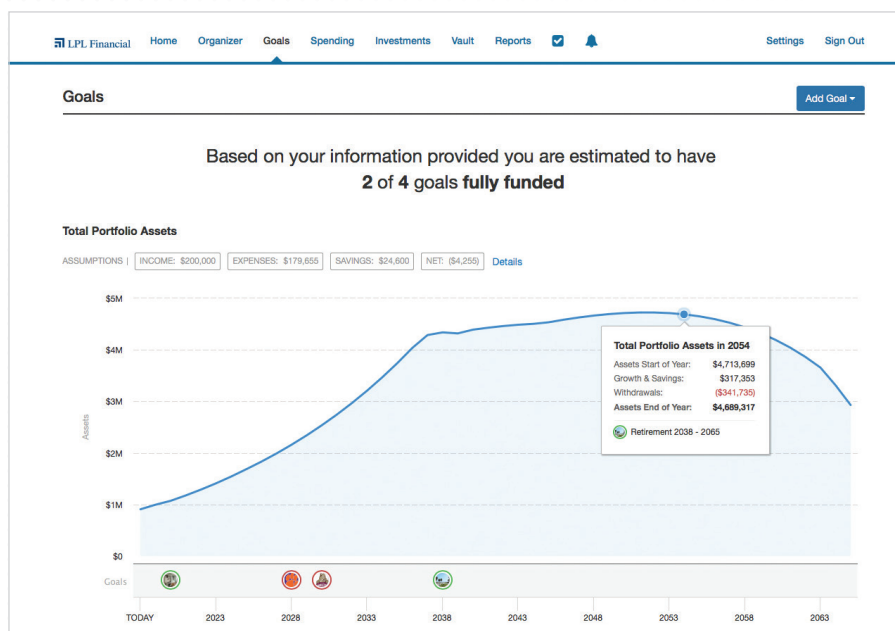 LPL Financial Home Organizer Goals Spending Investments Vault Reports Settings Sign Out
Goals Add Goal
Based on your information provided you are estimated to have
2 of 4 goals fully funded
Total Portfolio Assets
ASSUMPTIONS | INCOME: $200,000 EXPENSES: $179,655 SAVINGS: $24,600 NET: ($4,255) Details
$5M
$4M
$3M
$2M
$1M
$0
Assets
Total Portfolio Assets in 2054
Assets Start of Year: $4,713,699
Growth & Savings: $317,353
Withdrawals: ($341,735)
Assets End of Year: $4,689,317
Retirement 2038 - 2065
Goals
TODAY 2023 2028 2033 2038 2043 2048 2053 2058 2063